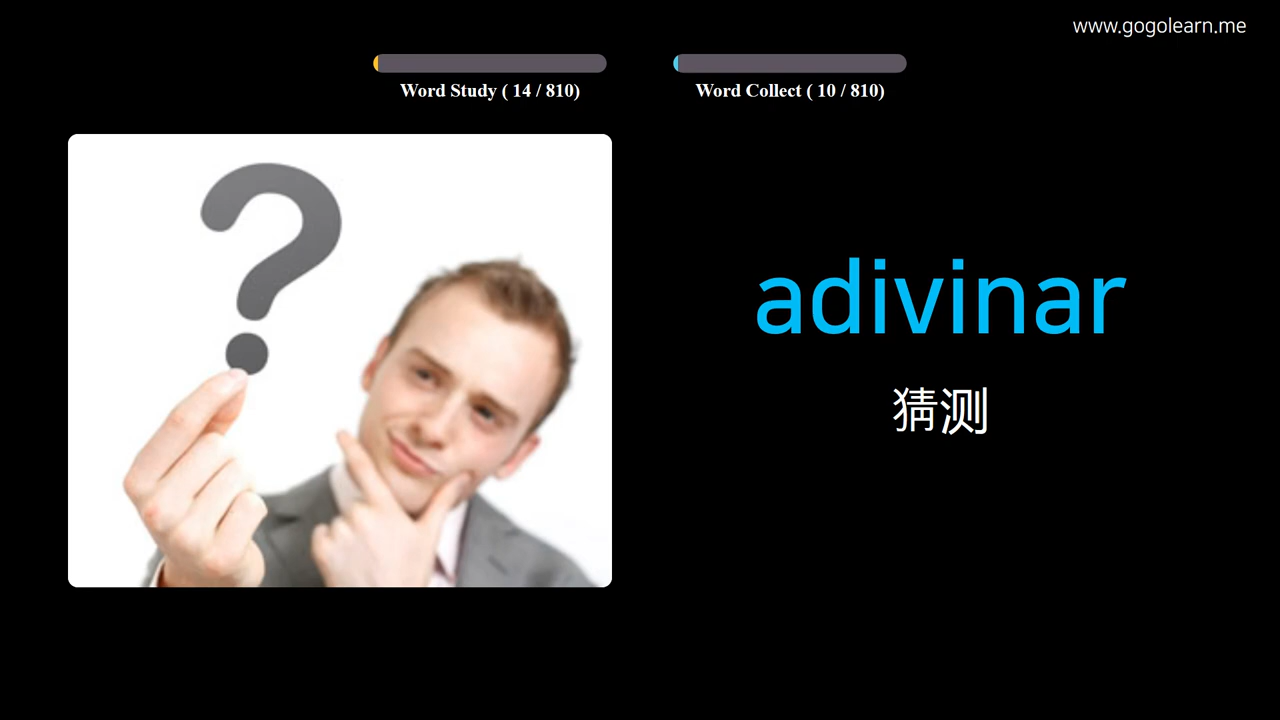 www.gogolearn.me
Word Study ( 14 / 810)
Word Collect ( 10 / 810)
?
adivinar
猜测